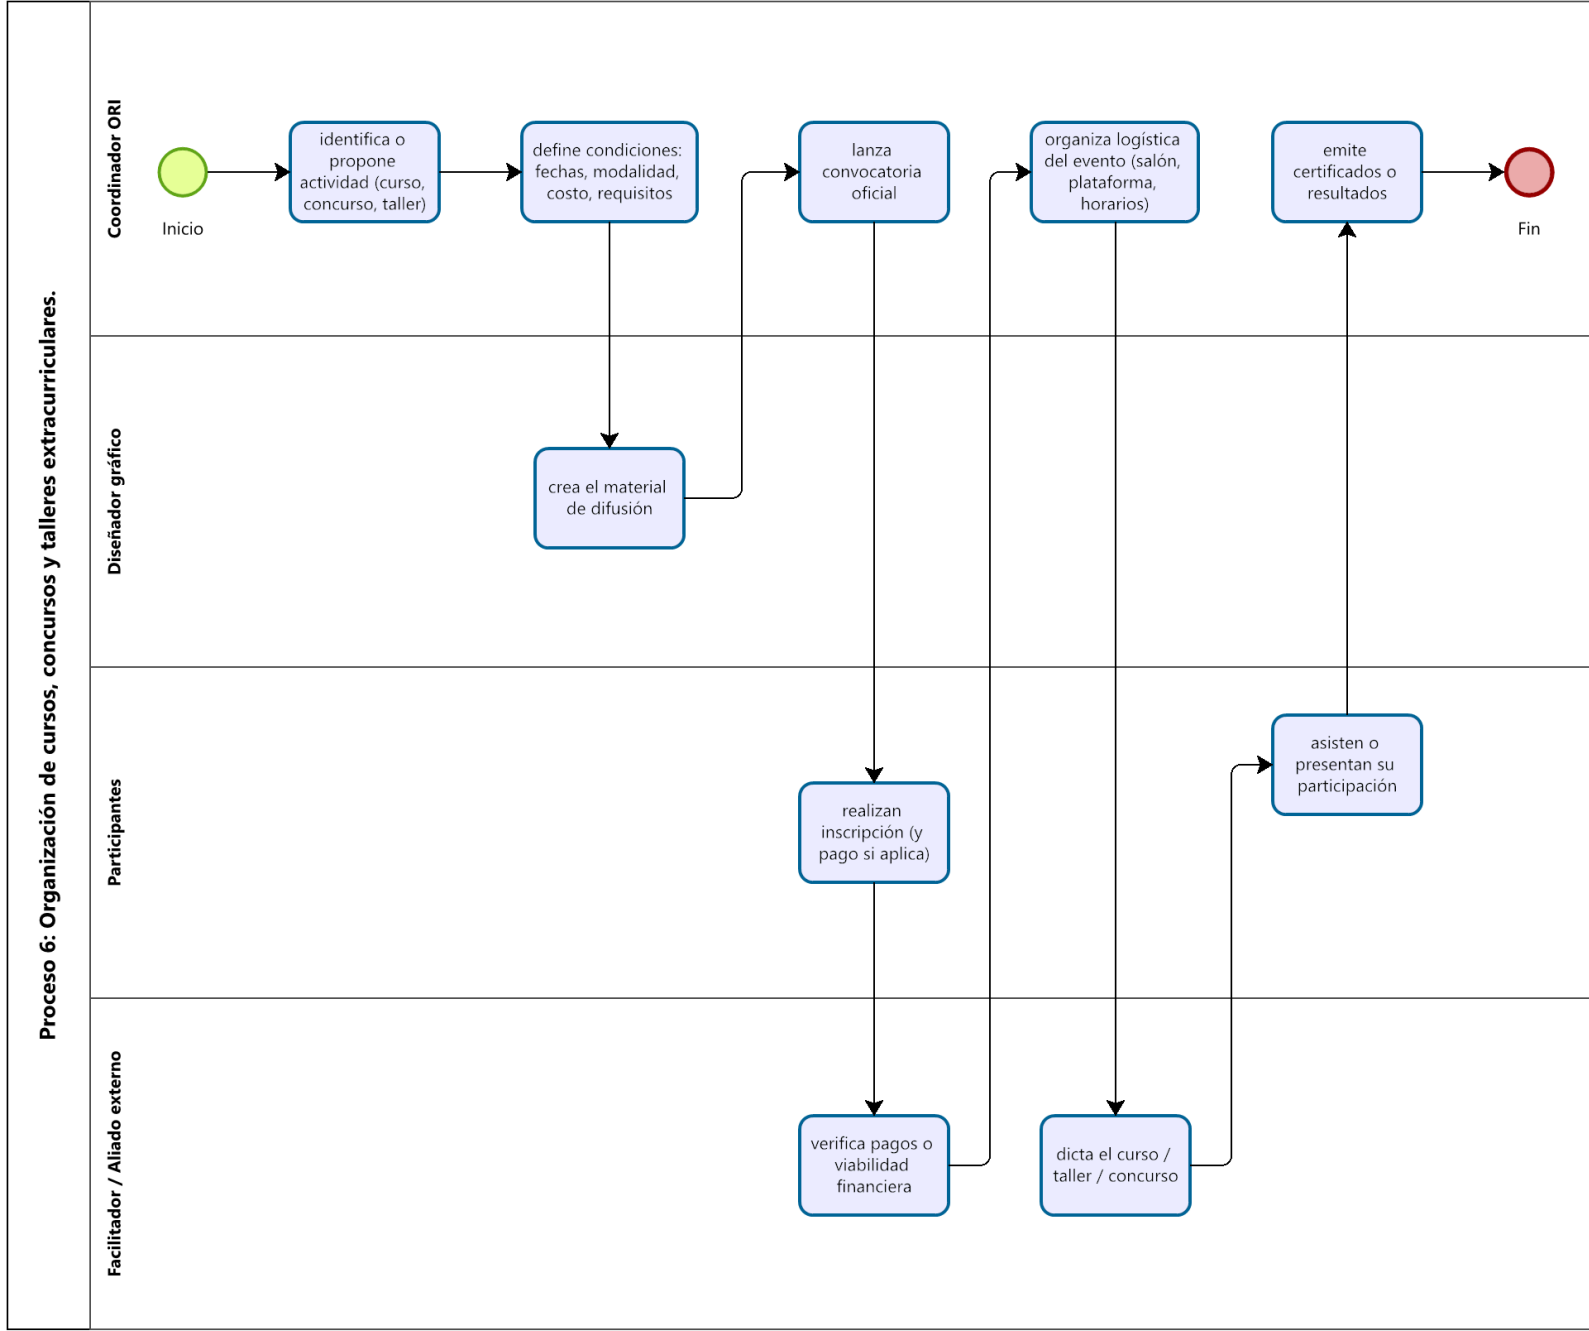 Proceso 6: Organización de cursos, concursos y talleres extracurriculares.
Coordinador ORI
Inicio
identifica o
propone
actividad (curso,
concurso, taller)
define condiciones:
fechas, modalidad,
costo, requisitos
lanza
convocatoria
oficial
organiza logística
del evento (salón,
plataforma,
horarios)
emite
certificados o
resultados
Fin
Diseñador gráfico
crea el material
de difusión
Participantes
realizan
inscripción (y
pago si aplica)
asisten o
presentan su
participación
Facilitador / Aliado externo
verifica pagos o
viabilidad
financiera
dicta el curso /
taller / concurso